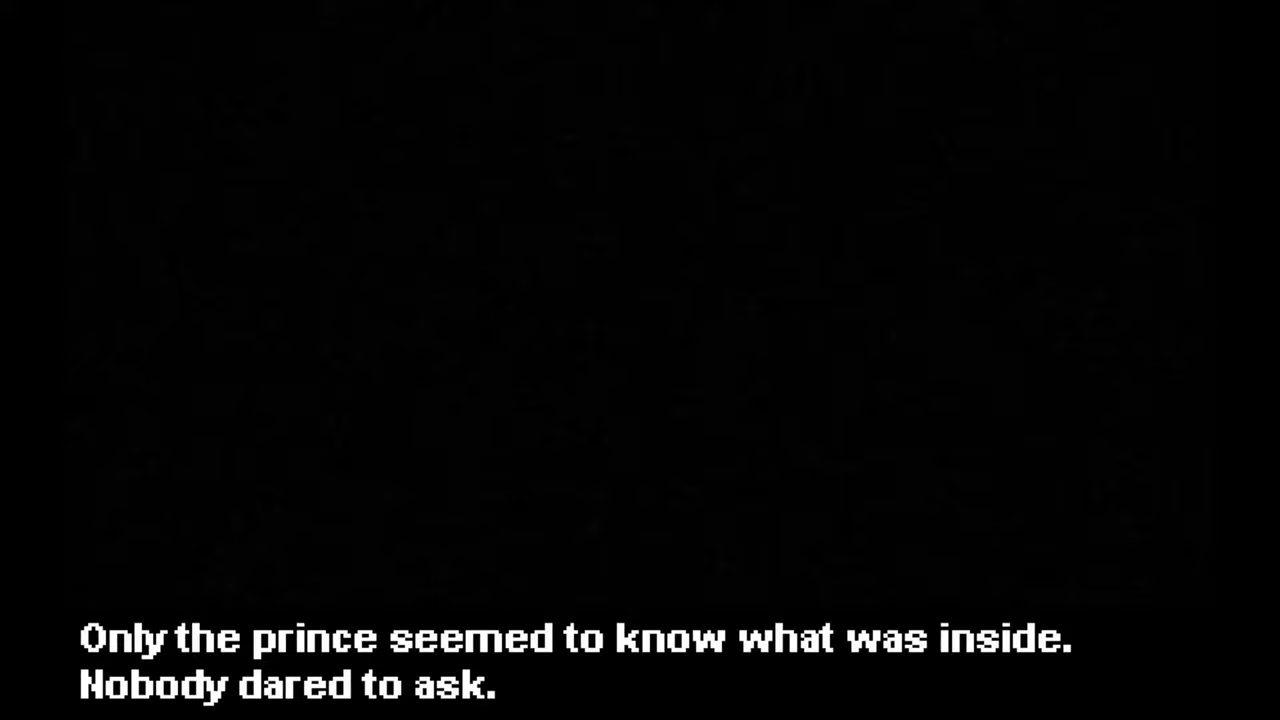 Only the prince seemed to know what was inside.
Nobody dared to ask.